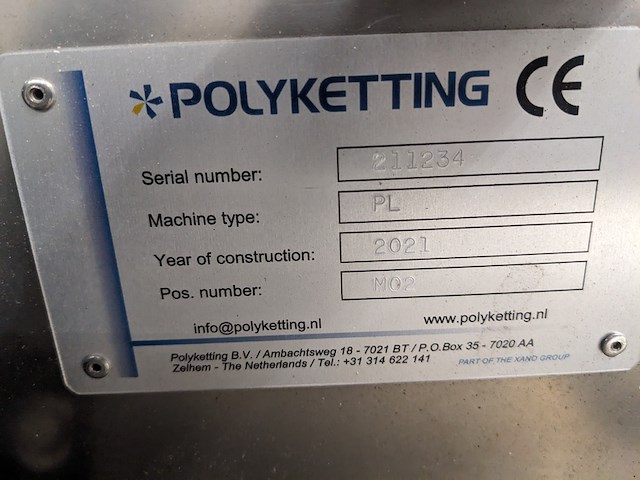 POLYKETTING CE
Serial number: 211234
Machine type: PL
Year of construction: 2021
Pos. number: M02
info@polyketting.nl www.polyketting.nl
Polyketting B.V. / Ambachtsweg 18 - 7021 BT / P.O.Box 35 - 7020 AA
Zelhem - The Netherlands / Tel.: +31 314 622 141 PART OF THE XANO GROUP